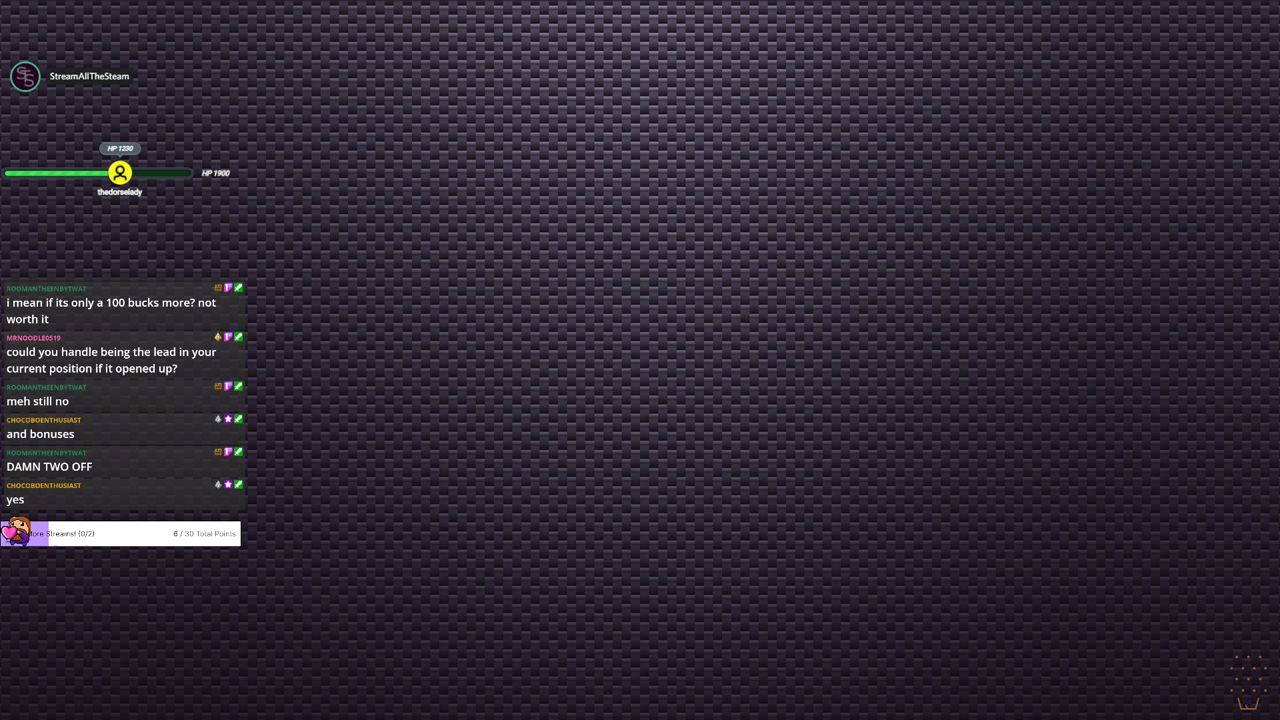 StreamAllTheSteam
HP 1230
HP 1900
thedorselady
ROOMANTHEENBYTWAT
i mean if its only a 100 bucks more? not
worth it
MRNOODLE0519
could you handle being the lead in your
current position if it opened up?
ROOMANTHEENBYTWAT
meh still no
CHOCOBOENTHUSIAST
and bonuses
ROOMANTHEENBYTWAT
DAMN TWO OFF
CHOCOBOENTHUSIAST
yes
Streams! (0/2) 6 / 30 Total Points